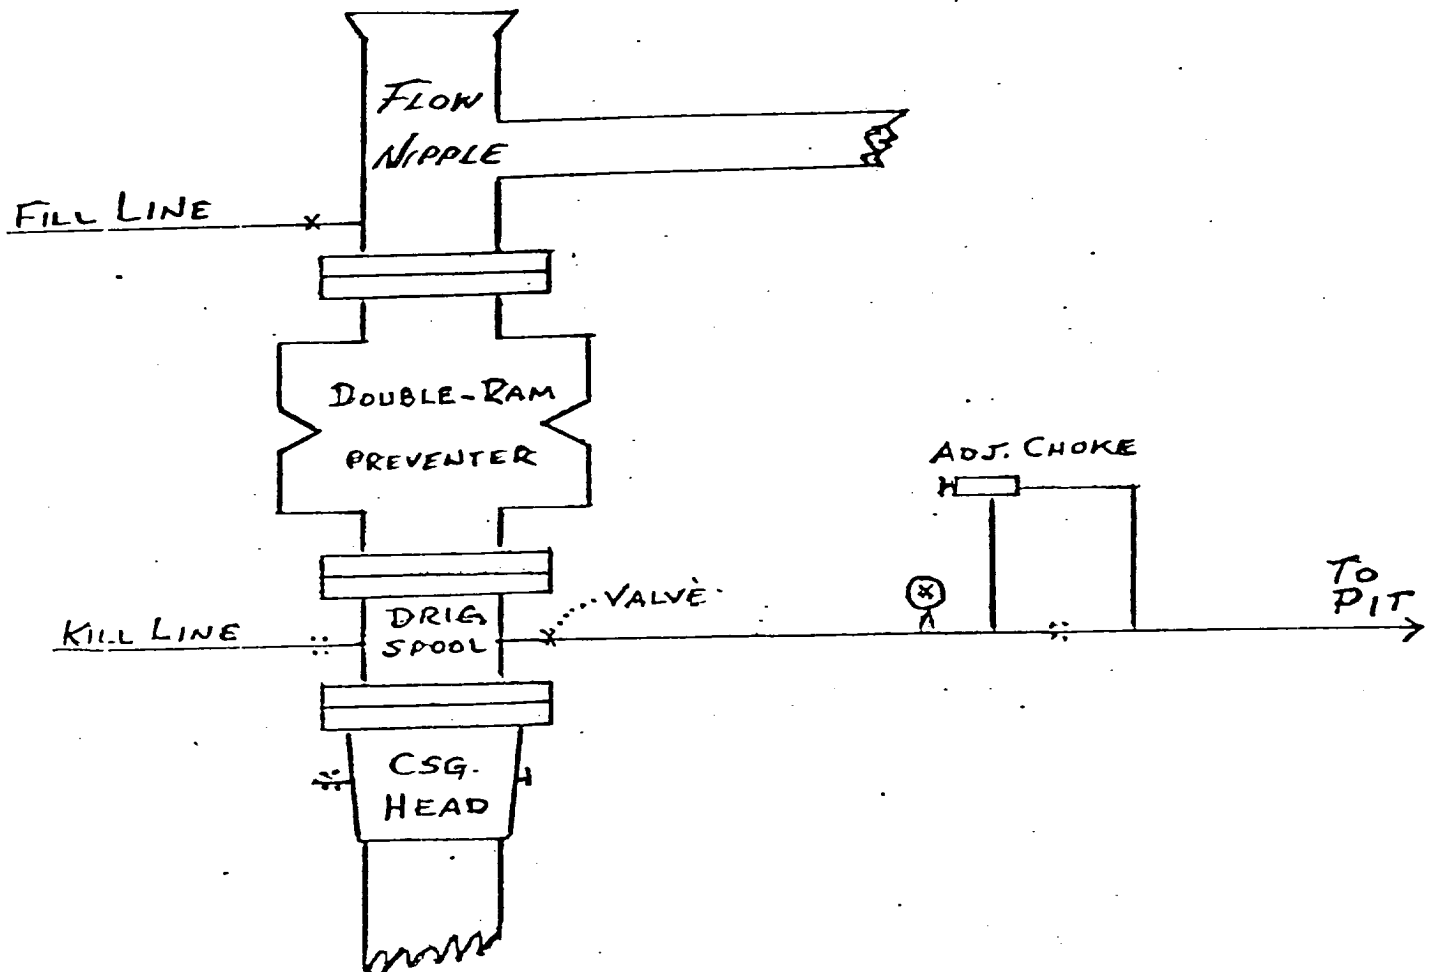 FLOW
NIPPLE
FILL LINE
DOUBLE-RAM
PREVENTER
ADJ. CHOKE
TO
PIT
VALVE
KILL LINE
DRLG
SPOOL
CSG.
HEAD